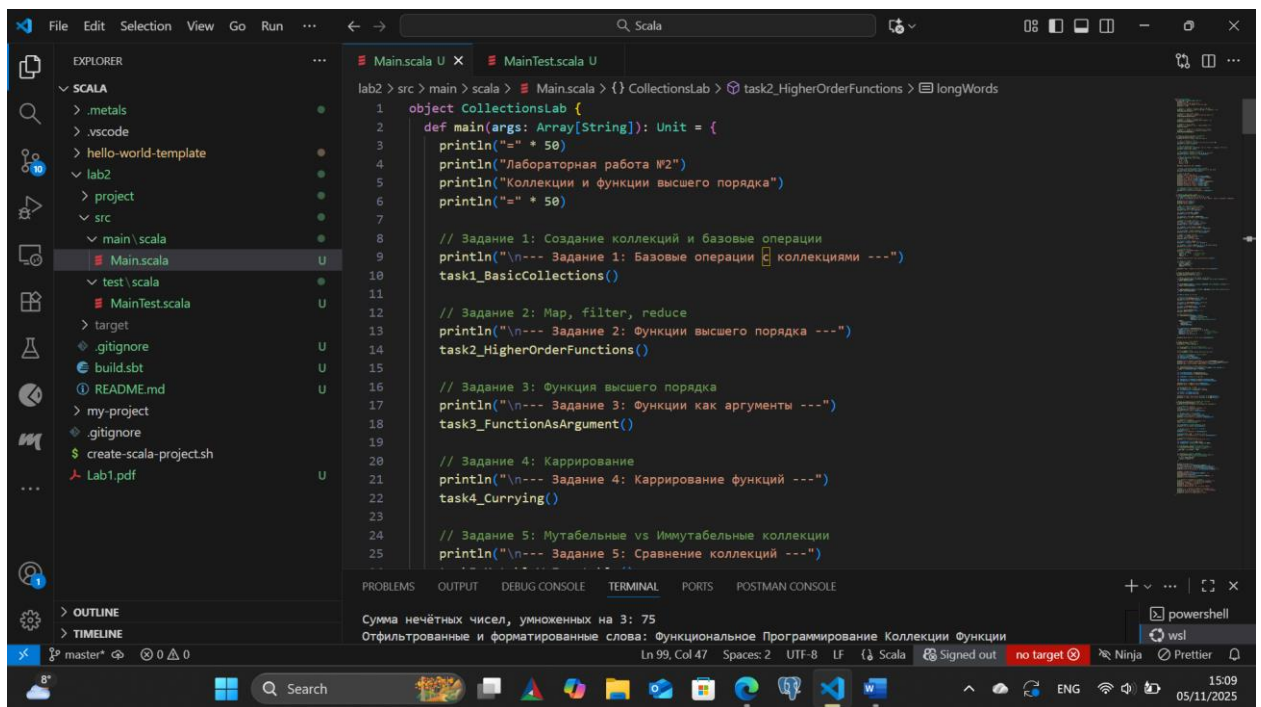 File Edit Selection View Go Run ···
Scala
EXPLORER
SCALA
.metals
.vscode
hello-world-template
lab2
project
src
main\scala
Main.scala U
test\scala
MainTest.scala U
target
.gitignore U
build.sbt U
README.md U
my-project
.gitignore
create-scala-project.sh
Lab1.pdf U
OUTLINE
TIMELINE
10
1
Main.scala U
MainTest.scala U
lab2 > src > main > scala > Main.scala > {} CollectionsLab > task2_HigherOrderFunctions > longWords
1 object CollectionsLab {
2 def main(args: Array[String]): Unit = {
3 println("=" * 50)
4 println("Лабораторная работа №2")
5 println("Коллекции и функции высшего порядка")
6 println("=" * 50)
7
8 // Задание 1: Создание коллекций и базовые операции
9 println("\n--- Задание 1: Базовые операции с коллекциями ---")
10 task1_BasicCollections()
11
12 // Задание 2: Map, filter, reduce
13 println("\n--- Задание 2: Функции высшего порядка ---")
14 task2_HigherOrderFunctions()
15
16 // Задание 3: Функция высшего порядка
17 println("\n--- Задание 3: Функции как аргументы ---")
18 task3_FunctionAsArgument()
19
20 // Задание 4: Каррирование
21 println("\n--- Задание 4: Каррирование функций ---")
22 task4_Currying()
23
24 // Задание 5: Мутабельные vs Иммутабельные коллекции
25 println("\n--- Задание 5: Сравнение коллекций ---")
PROBLEMS OUTPUT DEBUG CONSOLE TERMINAL PORTS POSTMAN CONSOLE
Сумма нечётных чисел, умноженных на 3: 75
Отфильтрованные и форматированные слова: Функциональное Программирование Коллекции Функции
powershell
wsl
master* 0 0
Ln 99, Col 47 Spaces: 2 UTF-8 LF Scala Signed out no target Ninja Prettier
8°
Search
ENG
15:09
05/11/2025